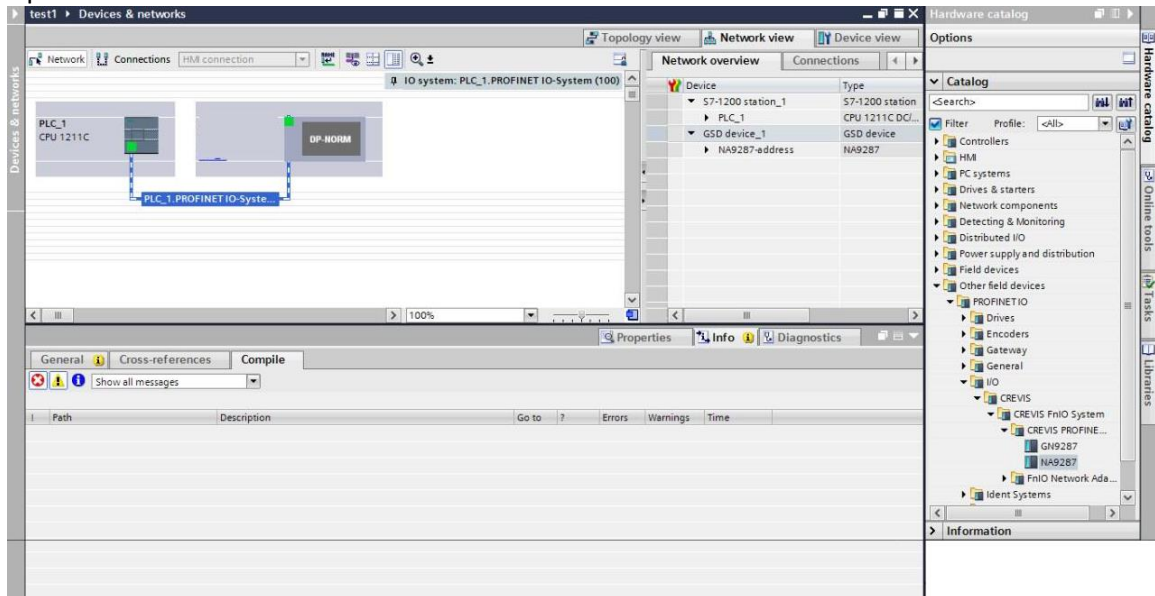 test1 ▸ Devices & networks
Hardware catalog
Topology view
Network view
Device view
Options
Network
Connections
HMI connection
Network overview
Connections
IO system: PLC_1.PROFINET IO-System (100)
Device
Type
S7-1200 station_1
S7-1200 station
PLC_1
CPU 1211C DC/...
GSD device_1
GSD device
NA9287-address
NA9287
PLC_1
CPU 1211C
DP-NORM
PLC_1.PROFINET IO-Syste...
100%
Devices & networks
Properties
Info
Diagnostics
General
Cross-references
Compile
Show all messages
! Path Description Go to ? Errors Warnings Time
Catalog
<Search>
Filter Profile: <All>
Controllers
HMI
PC systems
Drives & starters
Network components
Detecting & Monitoring
Distributed I/O
Power supply and distribution
Field devices
Other field devices
PROFINET IO
Drives
Encoders
Gateway
General
I/O
CREVIS
CREVIS FnIO System
CREVIS PROFINE...
GN9287
NA9287
FnIO Network Ada...
Ident Systems
Information
Hardware catalog
Online tools
Tasks
Libraries